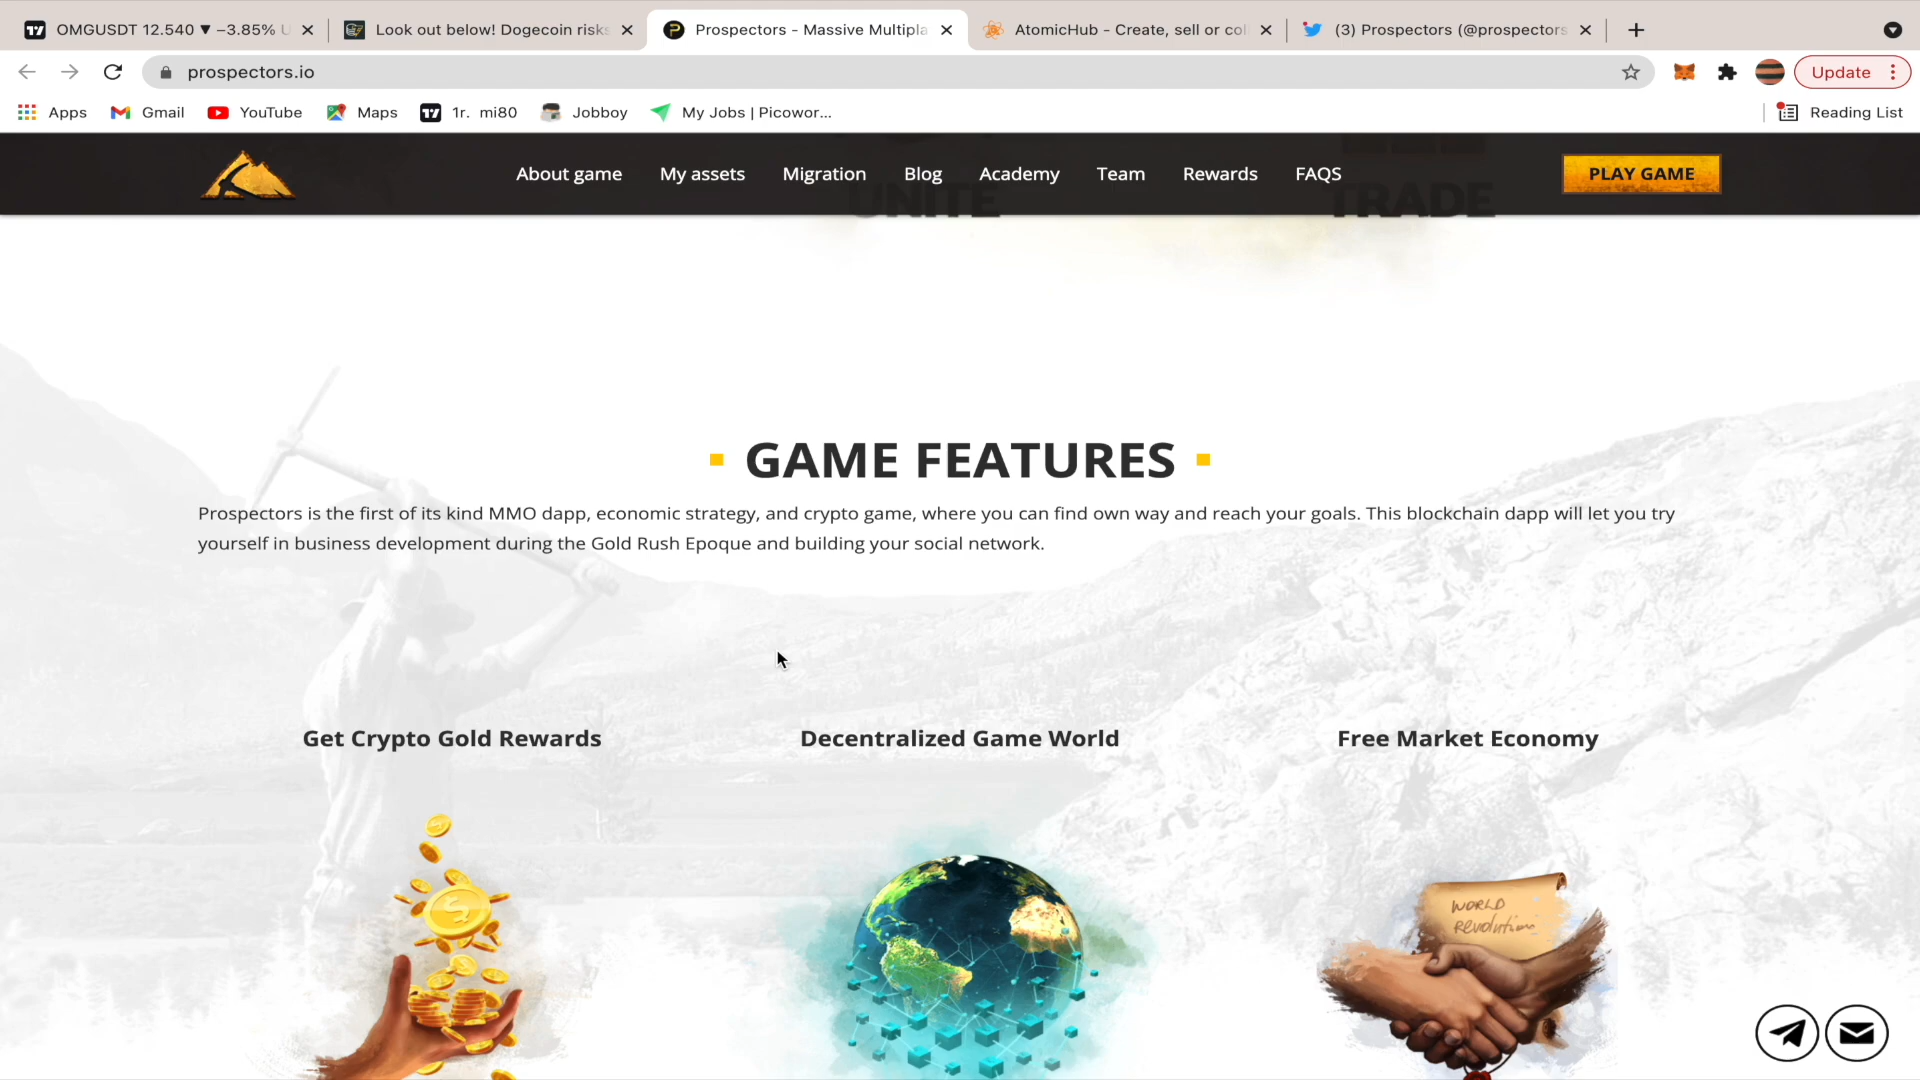 OMGUSDT 12.540 ▼ −3.85% U
Look out below! Dogecoin risks
Prospectors - Massive Multipla
AtomicHub - Create, sell or col
(3) Prospectors (@prospectors
prospectors.io
Update
Apps
Gmail
YouTube
Maps
1r. mi80
Jobboy
My Jobs | Picowor...
Reading List
About game
My assets
Migration
Blog
Academy
Team
Rewards
FAQS
PLAY GAME
UNITE
TRADE
GAME FEATURES
Prospectors is the first of its kind MMO dapp, economic strategy, and crypto game, where you can find own way and reach your goals. This blockchain dapp will let you try
yourself in business development during the Gold Rush Epoque and building your social network.
Get Crypto Gold Rewards
Decentralized Game World
Free Market Economy
WORLD
Revolution